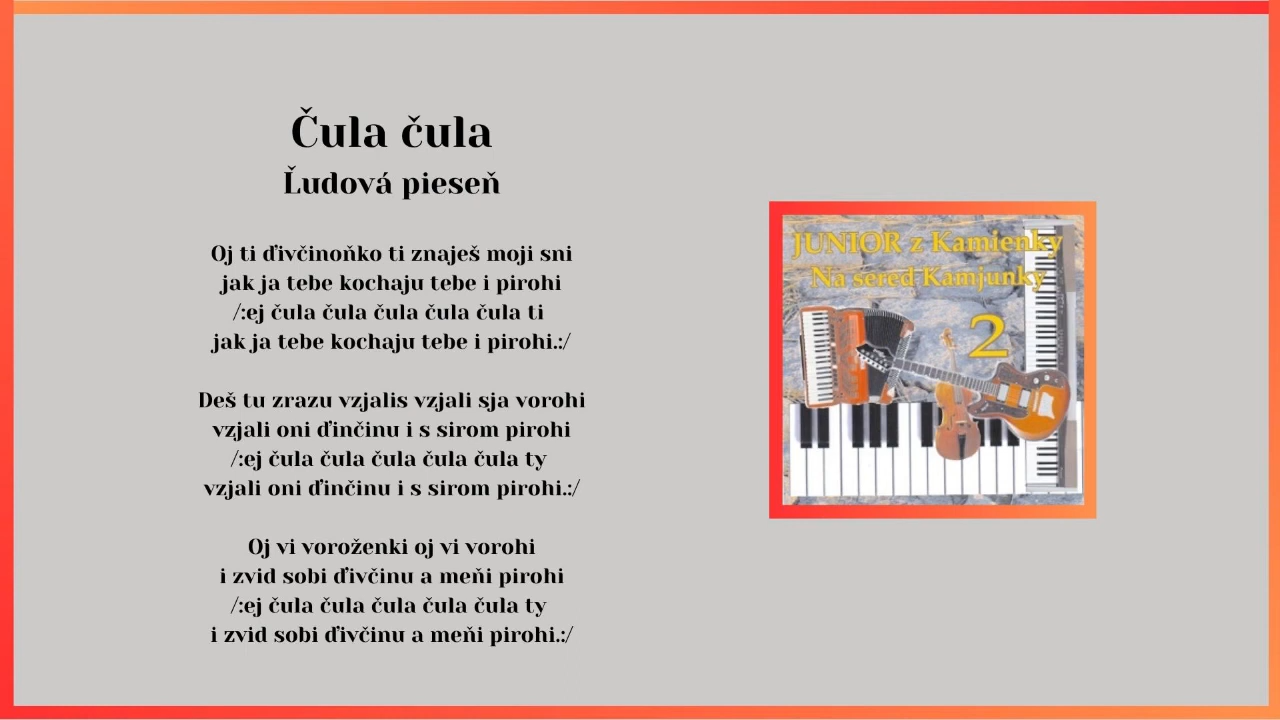 Čula čula
Ľudová pieseň
Oj ti ďivčinoňko ti znaješ moji sni
jak ja tebe kochaju tebe i pirohi
/:ej čula čula čula čula čula ti
jak ja tebe kochaju tebe i pirohi.:/
Deš tu zrazu vzjalis vzjali sja vorohi
vzjali oni ďinčinu i s sirom pirohi
/:ej čula čula čula čula čula ty
vzjali oni ďinčinu i s sirom pirohi.:/
Oj vi voroženki oj vi vorohi
i zvid sobi ďivčinu a meňi pirohi
/:ej čula čula čula čula čula ty
i zvid sobi ďivčinu a meňi pirohi.:/
JUNIOR z Kamienky
Na sered Kamjunky
2